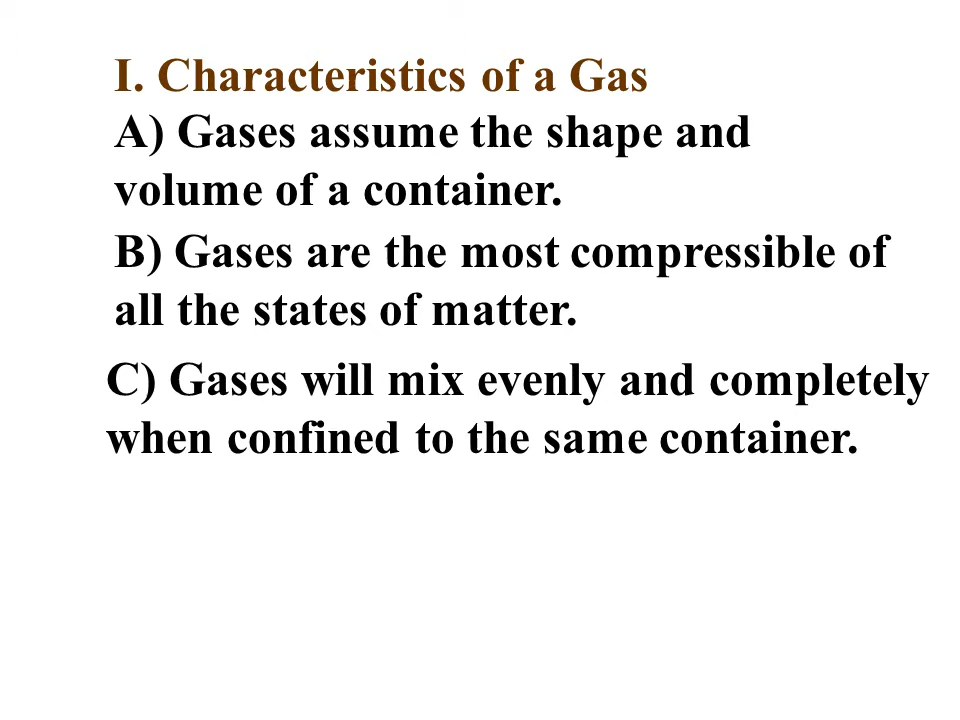 I. Characteristics of a Gas
A) Gases assume the shape and
volume of a container.
B) Gases are the most compressible of
all the states of matter.
C) Gases will mix evenly and completely
when confined to the same container.